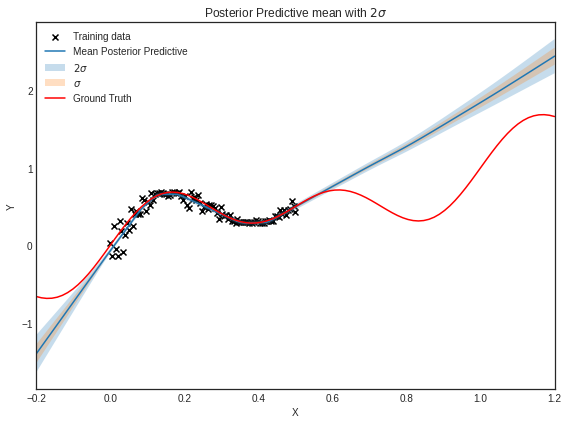 Posterior Predictive mean with 2σ
Training data
Mean Posterior Predictive
2σ
σ
Ground Truth
Y
2
1
0
−1
−0.2 0.0 0.2 0.4 0.6 0.8 1.0 1.2
X